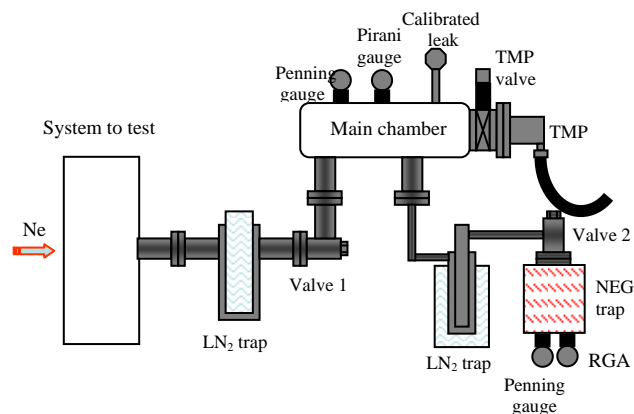 Calibrated
leak
Pirani
gauge
Penning
gauge
TMP
valve
System to test
Main chamber
TMP
Ne
Valve 1
Valve 2
LN2 trap
NEG
trap
LN2 trap
RGA
Penning
gauge